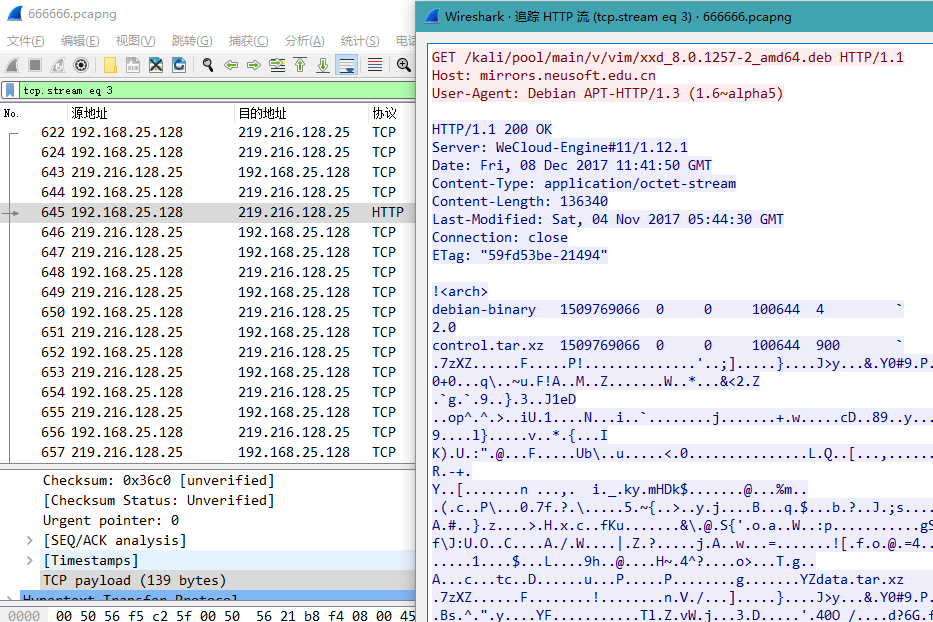 666666.pcapng
文件(F) 编辑(E) 视图(V) 跳转(G) 捕获(C) 分析(A) 统计(S) 电话
tcp.stream eq 3
No. 源地址 目的地址 协议
622 192.168.25.128 219.216.128.25 TCP
624 192.168.25.128 219.216.128.25 TCP
643 219.216.128.25 192.168.25.128 TCP
644 192.168.25.128 219.216.128.25 TCP
645 192.168.25.128 219.216.128.25 HTTP
646 219.216.128.25 192.168.25.128 TCP
647 219.216.128.25 192.168.25.128 TCP
648 192.168.25.128 219.216.128.25 TCP
649 219.216.128.25 192.168.25.128 TCP
650 192.168.25.128 219.216.128.25 TCP
651 219.216.128.25 192.168.25.128 TCP
652 192.168.25.128 219.216.128.25 TCP
653 219.216.128.25 192.168.25.128 TCP
654 192.168.25.128 219.216.128.25 TCP
655 219.216.128.25 192.168.25.128 TCP
656 192.168.25.128 219.216.128.25 TCP
657 219.216.128.25 192.168.25.128 TCP
Checksum: 0x36c0 [unverified]
[Checksum Status: Unverified]
Urgent pointer: 0
[SEQ/ACK analysis]
[Timestamps]
TCP payload (139 bytes)
Hypertext Transfer Protocol
0000 00 50 56 f5 c2 5f 00 50 56 21 b8 f4 08 00 45
Wireshark · 追踪 HTTP 流 (tcp.stream eq 3) · 666666.pcapng
GET /kali/pool/main/v/vim/xxd_8.0.1257-2_amd64.deb HTTP/1.1
Host: mirrors.neusoft.edu.cn
User-Agent: Debian APT-HTTP/1.3 (1.6~alpha5)
HTTP/1.1 200 OK
Server: WeCloud-Engine#11/1.12.1
Date: Fri, 08 Dec 2017 11:41:50 GMT
Content-Type: application/octet-stream
Content-Length: 136340
Last-Modified: Sat, 04 Nov 2017 05:44:30 GMT
Connection: close
ETag: "59fd53be-21494"
!<arch>
debian-binary 1509769066 0 0 100644 4 `
2.0
control.tar.xz 1509769066 0 0 100644 900 `
.7zXZ......F.....P!..............'..;].....}....J>y...&.Y0#9.P.
0+0...q\..~u.F!A..M..Z.......W..*...&<2.Z
.`g.`.9..}.3..J1eD
..op^.^.>..iU.1....N...i..`........j.......+.w.....cD..89..y...
9....l}.....v..*.{...I
K).U.:".@...F.....Ub\..u.....<.0...............L.Q..[...,......
R.-+.
Y..[.......n ...,. i._.ky.mHDk$.......@...%m..
.(.c..P\...0.7f.?.\.....5.~{..>..y.j....B...q.$...b.?..J.;s....
A.#..}.z....>.H.x.c..fKu.......&\.@.S{'.o.a..W..:p...........gS
f\J:U.O..C....A./.W....|.Z.?.....j.A..w...=.......![.f.o.@.=4..
.....1....$...L....9h..@....H~.4^?....o>...T.g..
A...c...tc..D......u...P.....P........g.......YZdata.tar.xz
.7zXZ......F........!..........n.V./...]......}....J>y...&.Y0#9.P.
.Bs.^.".y....YF...........Tl.Z.vW.j...3.D.....'.40O /....d?6G.f